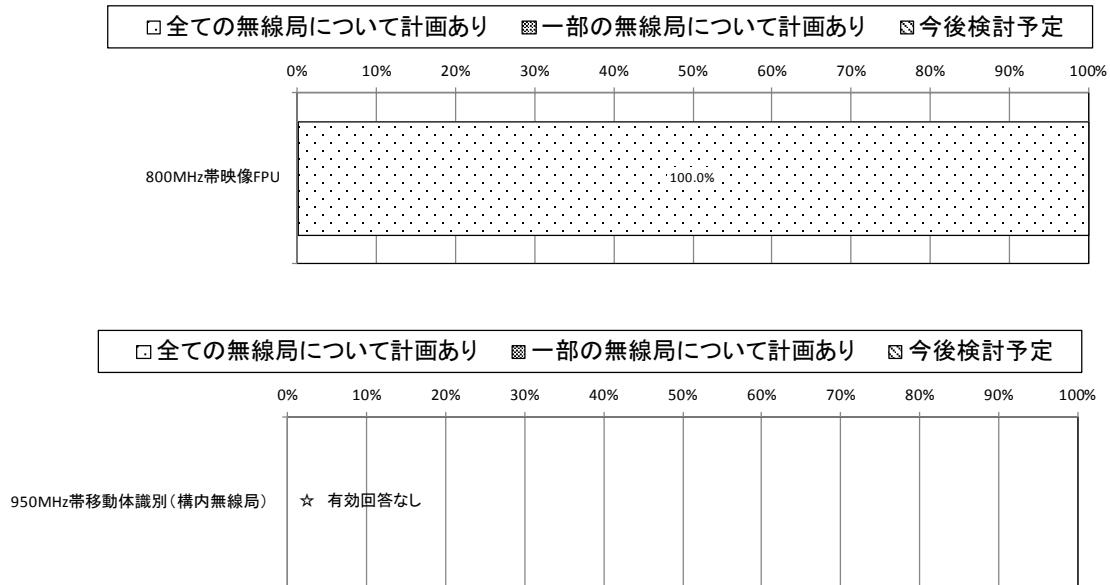 全ての無線局について計画あり 一部の無線局について計画あり 今後検討予定
0% 10% 20% 30% 40% 50% 60% 70% 80% 90% 100%
800MHz帯映像FPU
100.0%
全ての無線局について計画あり 一部の無線局について計画あり 今後検討予定
0% 10% 20% 30% 40% 50% 60% 70% 80% 90% 100%
950MHz帯移動体識別(構内無線局) ☆ 有効回答なし